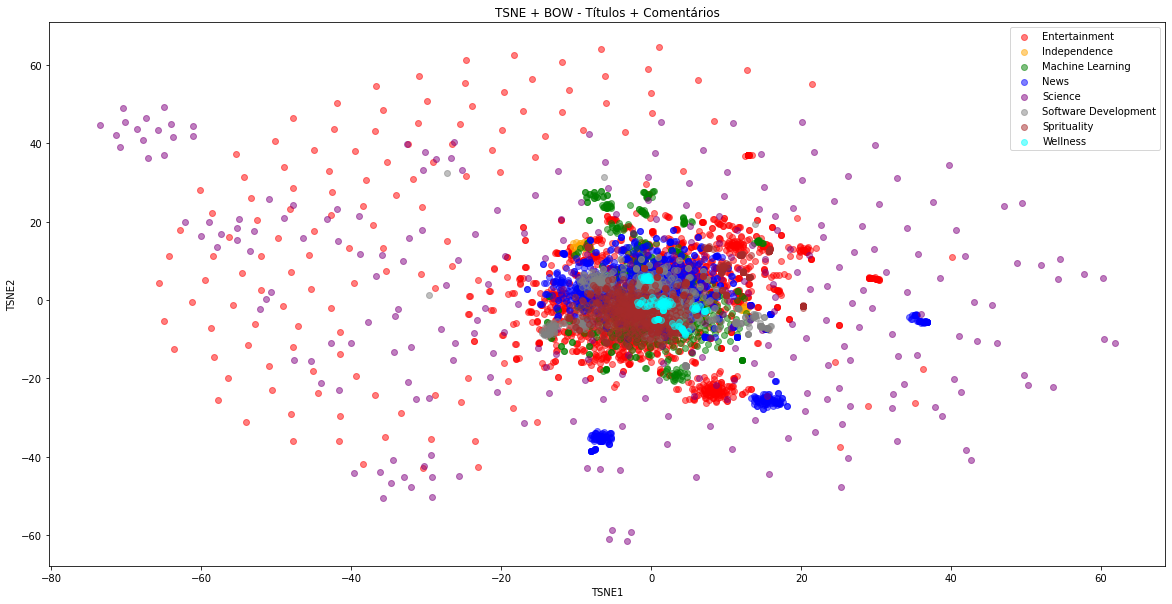 TSNE + BOW - Títulos + Comentários
Entertainment
Independence
Machine Learning
News
Science
Software Development
Sprituality
Wellness
TSNE2
60
40
20
0
−20
−40
−60
−80
−60
−40
−20
0
20
40
60
TSNE1